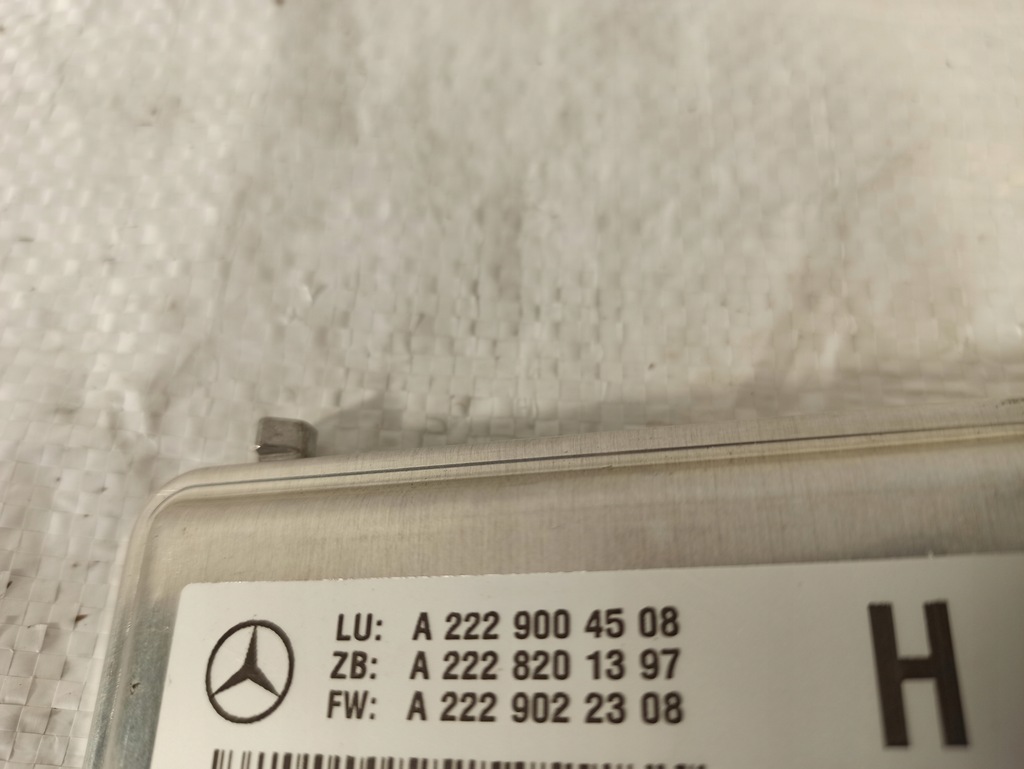 LU: A 222 900 45 08
ZB: A 222 820 13 97
FW: A 222 902 23 08
H